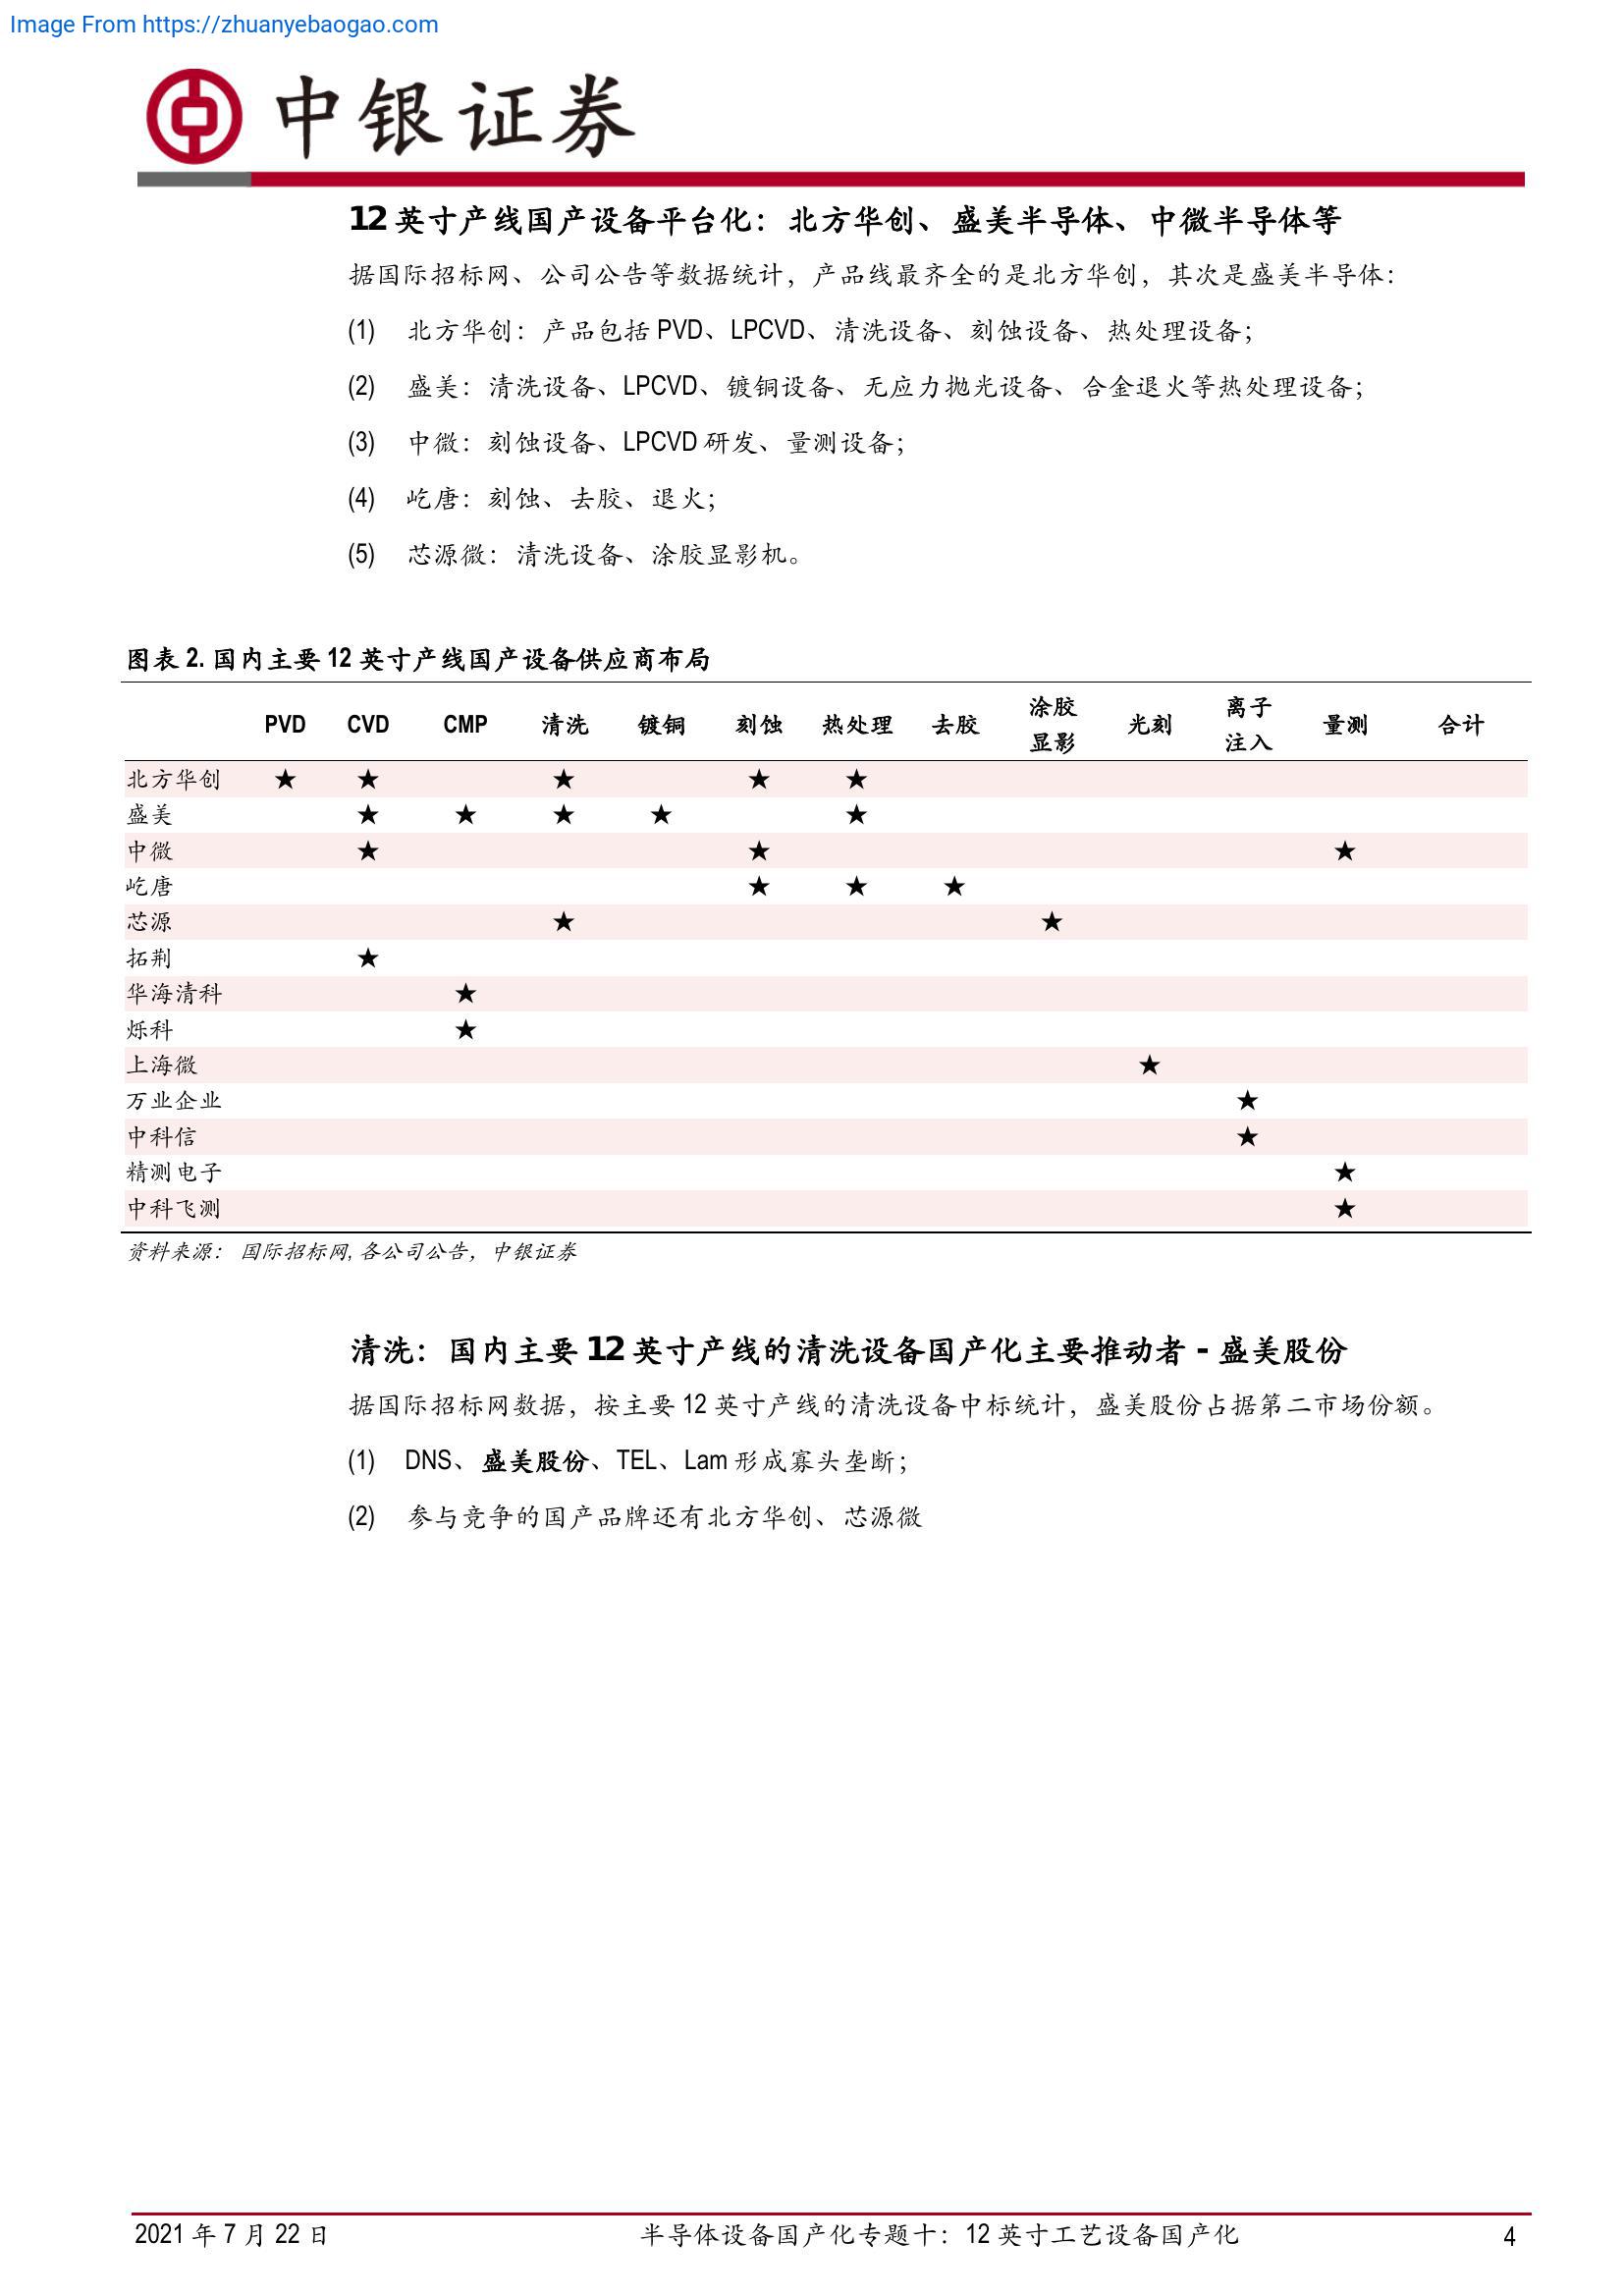 Image From https://zhuanyebaogao.com
中银证券
12 英寸产线国产设备平台化：北方华创、盛美半导体、中微半导体等
据国际招标网、公司公告等数据统计，产品线最齐全的是北方华创，其次是盛美半导体：
(1) 北方华创：产品包括 PVD、LPCVD、清洗设备、刻蚀设备、热处理设备；
(2) 盛美：清洗设备、LPCVD、镀铜设备、无应力抛光设备、合金退火等热处理设备；
(3) 中微：刻蚀设备、LPCVD 研发、量测设备；
(4) 屹唐：刻蚀、去胶、退火；
(5) 芯源微：清洗设备、涂胶显影机。
图表 2. 国内主要 12 英寸产线国产设备供应商布局
PVD CVD CMP 清洗 镀铜 刻蚀 热处理 去胶 涂胶显影 光刻 离子注入 量测 合计
北方华创 ★ ★ ★ ★ ★
盛美 ★ ★ ★ ★ ★
中微 ★ ★ ★
屹唐 ★ ★ ★
芯源 ★ ★
拓荆 ★
华海清科 ★
烁科 ★
上海微 ★
万业企业 ★
中科信 ★
精测电子 ★
中科飞测 ★
资料来源： 国际招标网,各公司公告，中银证券
清洗：国内主要 12 英寸产线的清洗设备国产化主要推动者 - 盛美股份
据国际招标网数据，按主要 12 英寸产线的清洗设备中标统计，盛美股份占据第二市场份额。
(1) DNS、盛美股份、TEL、Lam 形成寡头垄断；
(2) 参与竞争的国产品牌还有北方华创、芯源微
2021 年 7 月 22 日 半导体设备国产化专题十：12 英寸工艺设备国产化 4